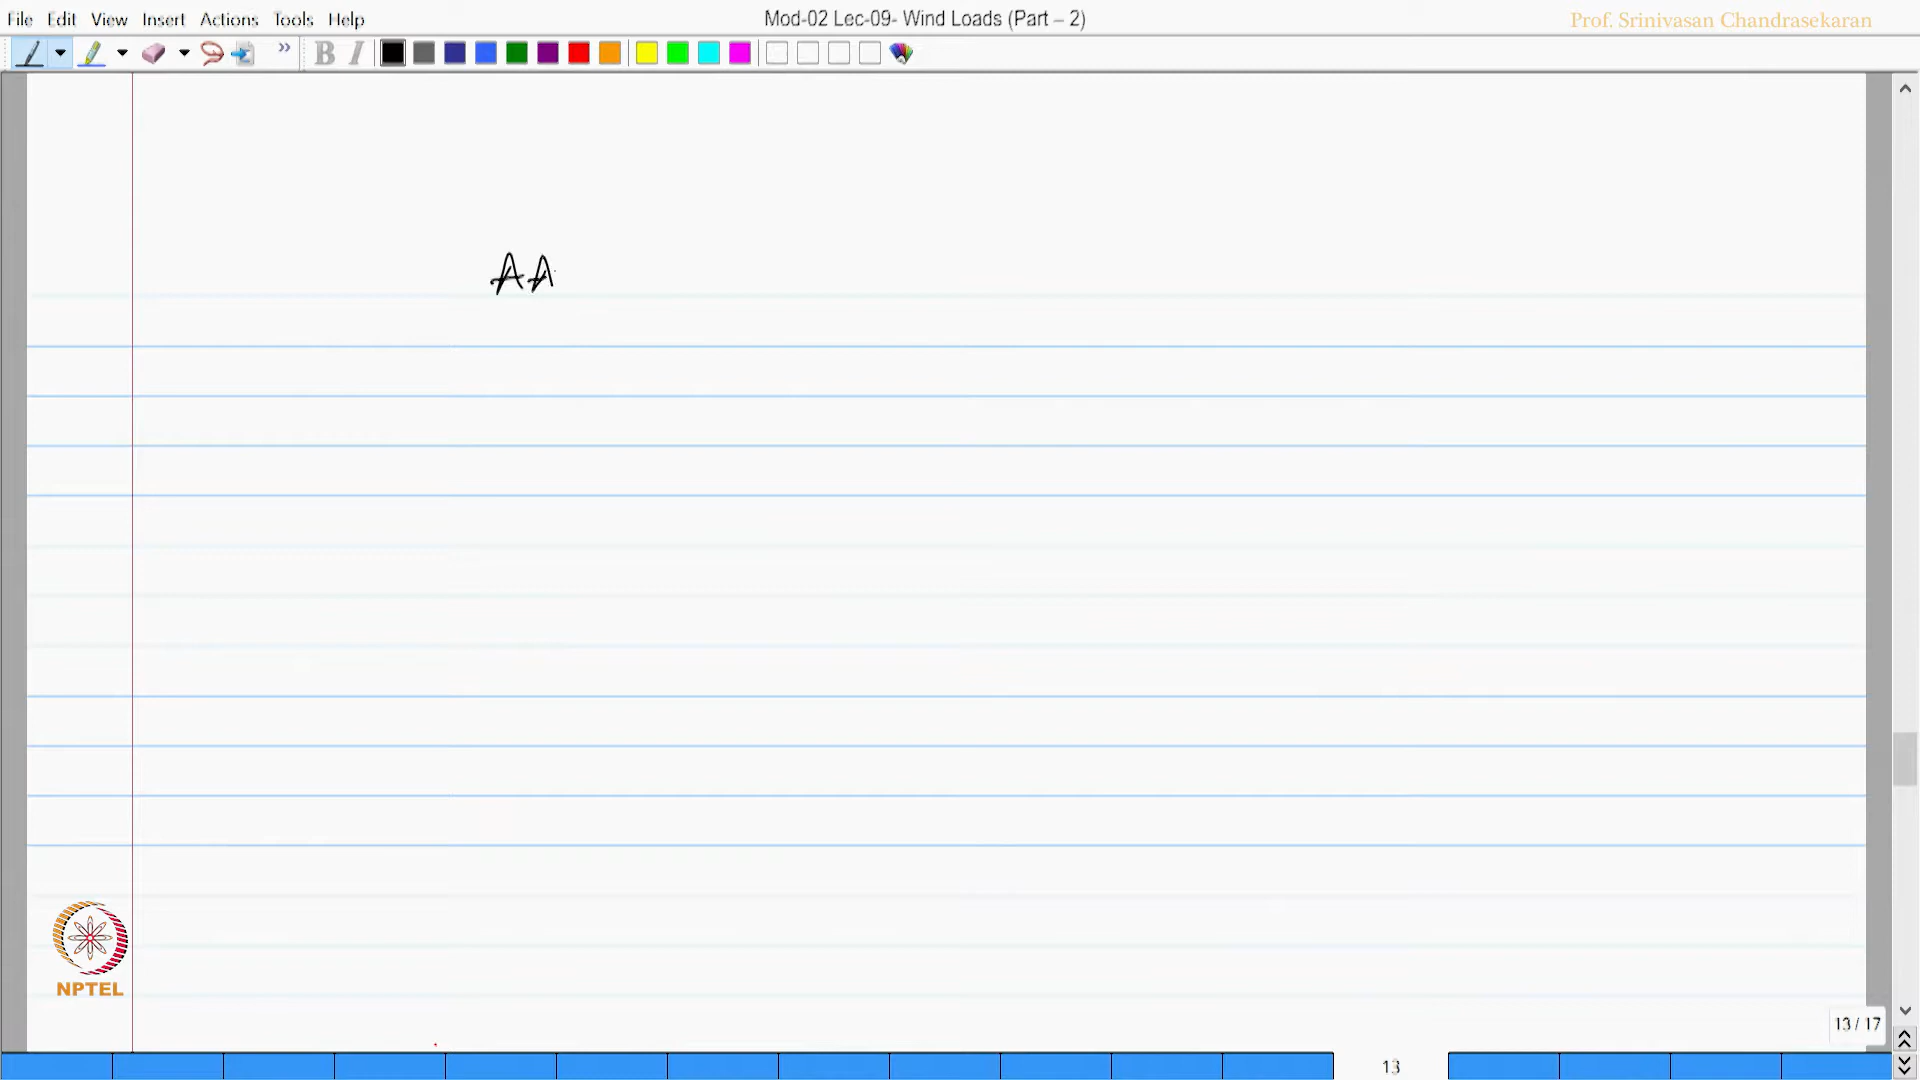 File Edit View Insert Actions Tools Help
Mod-02 Lec-09- Wind Loads (Part – 2)
Prof. Srinivasan Chandrasekaran
B I
AA
NPTEL
13 / 17
13